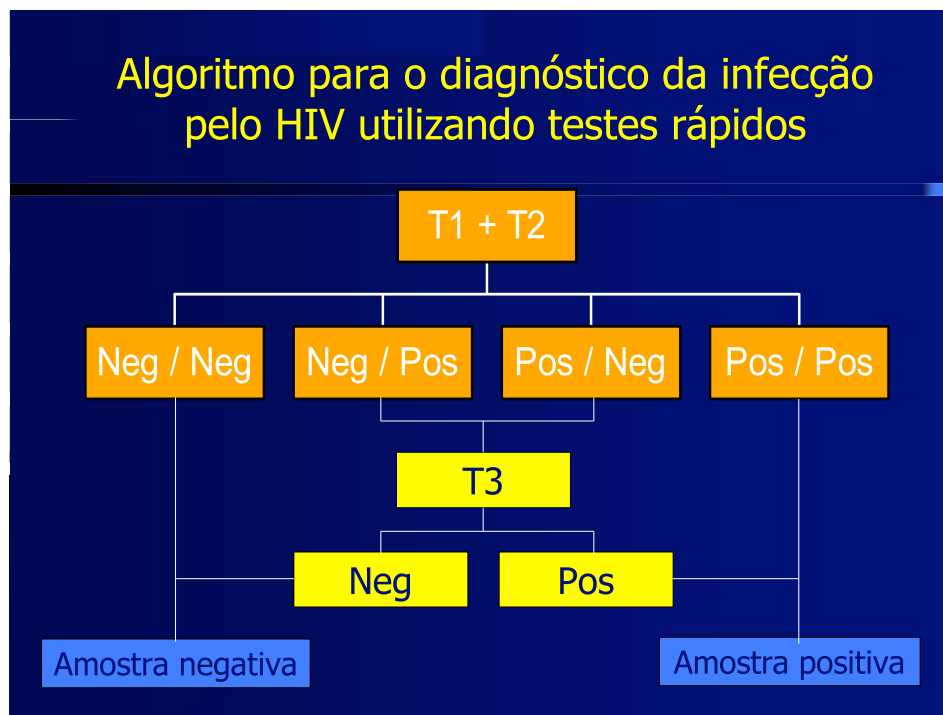 Algoritmo para o diagnóstico da infecção
pelo HIV utilizando testes rápidos
T1 + T2
Neg / Neg
Neg / Pos
Pos / Neg
Pos / Pos
T3
Neg
Pos
Amostra negativa
Amostra positiva